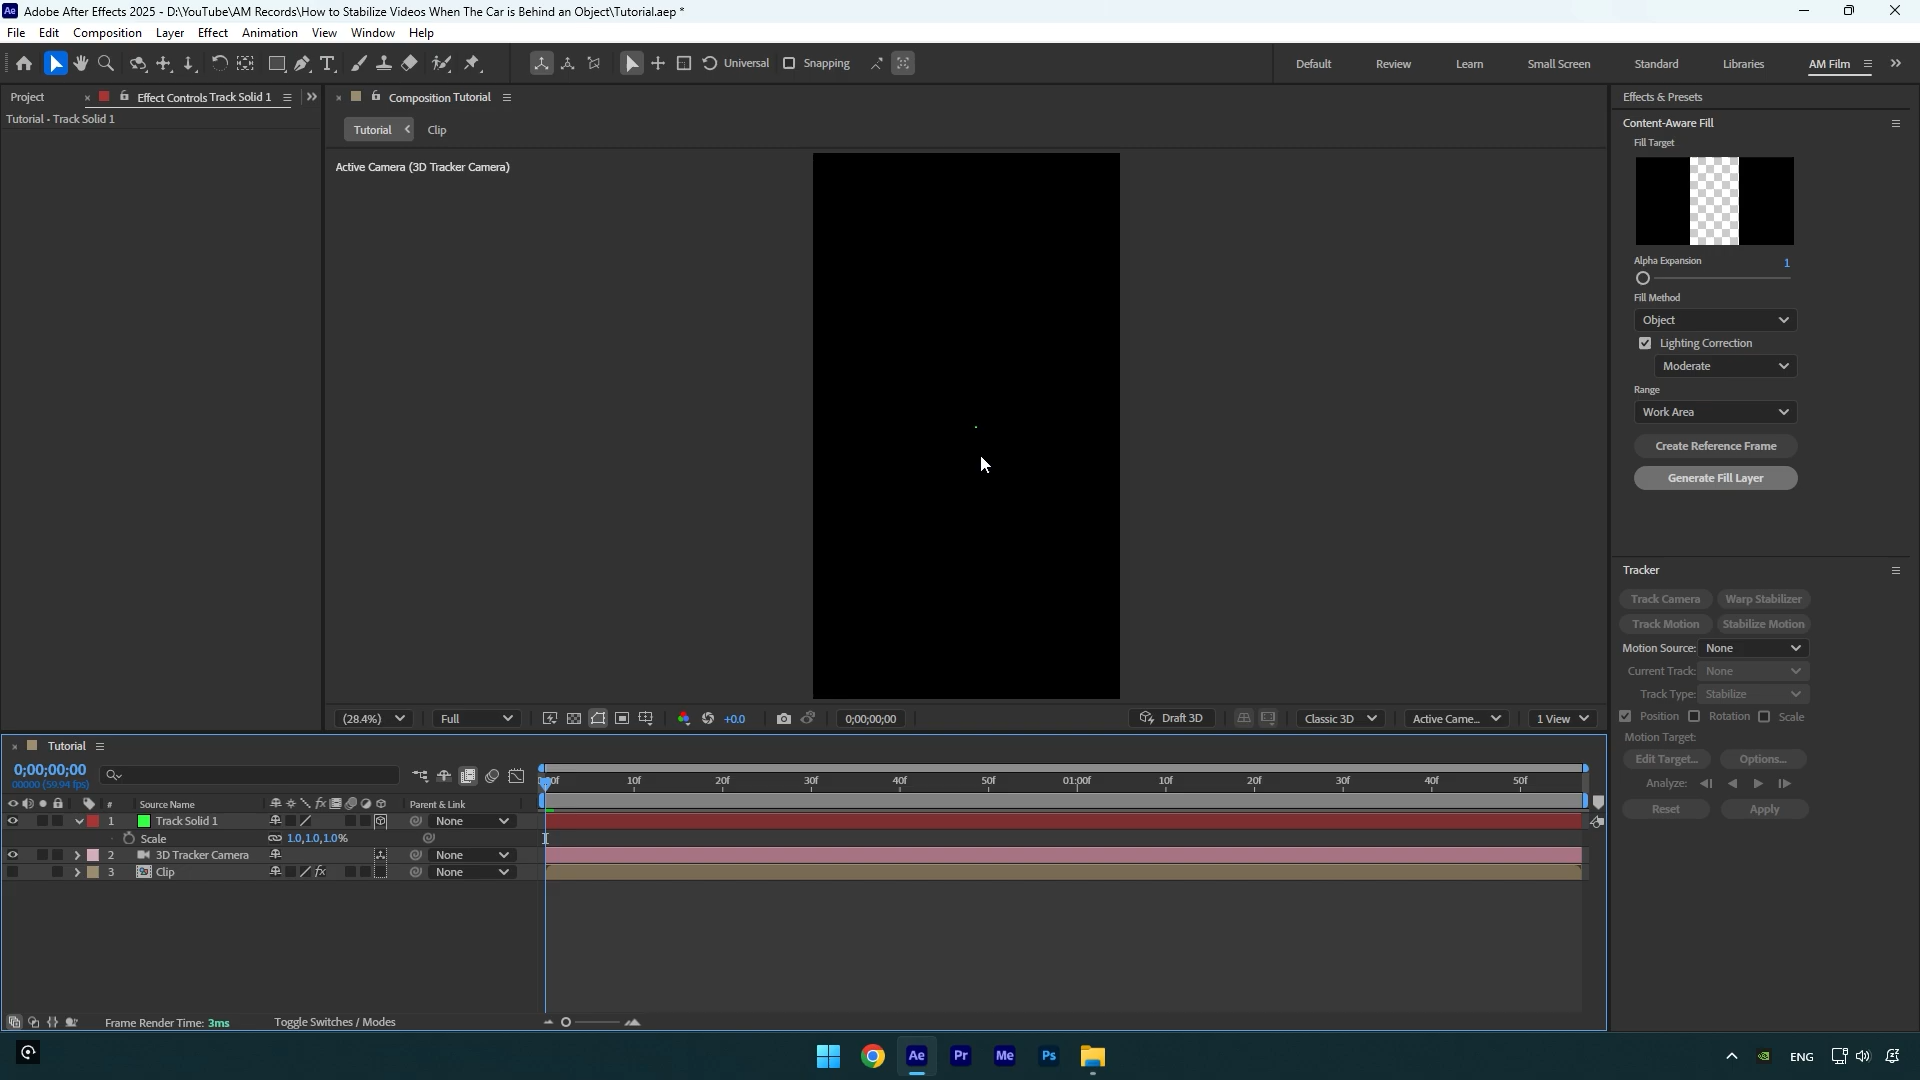 Adobe After Effects 2025 - D:\YouTube\AM Records\How to Stabilize Videos When The Car is Behind an Object\Tutorial.aep *
File Edit Composition Layer Effect Animation View Window Help
Universal Snapping Default Review Learn Small Screen Standard Libraries AM Film
Project Effect Controls Track Solid 1
Tutorial • Track Solid 1
Composition Tutorial
Tutorial Clip
Active Camera (3D Tracker Camera)
(28.4%) Full +0.0 0;00;00;00 Draft 3D Classic 3D Active Came... 1 View
Effects & Presets
Content-Aware Fill
Fill Target
Alpha Expansion 1
Fill Method
Object
Lighting Correction
Moderate
Range
Work Area
Create Reference Frame
Generate Fill Layer
Tracker
Track Camera Warp Stabilizer
Track Motion Stabilize Motion
Motion Source: None
Current Track: None
Track Type: Stabilize
Position Rotation Scale
Motion Target:
Edit Target... Options...
Analyze:
Reset Apply
Tutorial
0;00;00;00
00000 (59.94 fps)
10f 20f 30f 40f 50f 01:00f 10f 20f 30f 40f 50f
# Source Name Parent & Link
1 Track Solid 1 None
Scale 1.0,1.0,1.0%
2 3D Tracker Camera None
3 Clip fx None
Frame Render Time: 3ms Toggle Switches / Modes
Ae Pr Me Ps ENG